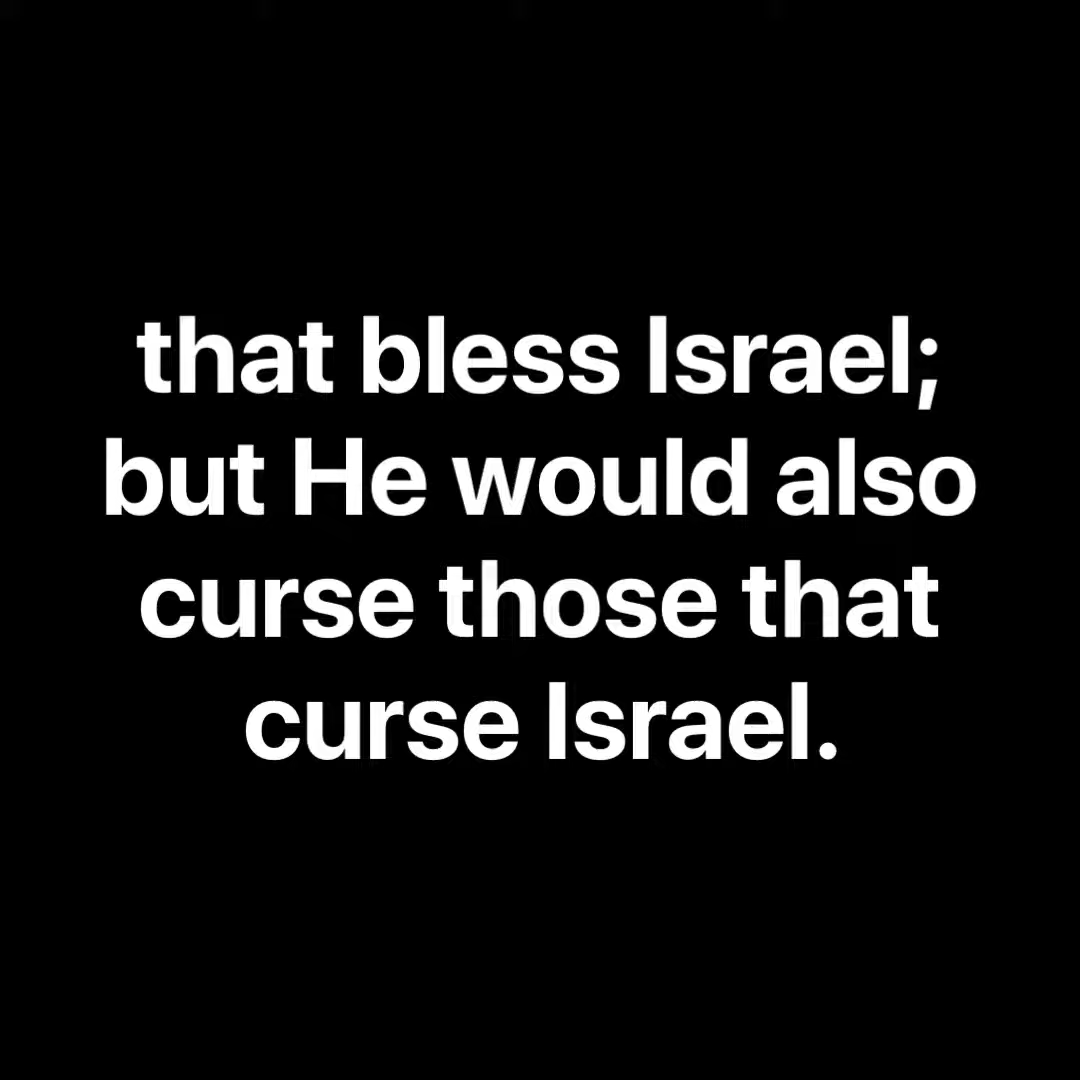 that bless Israel;
but He would also
curse those that
curse Israel.